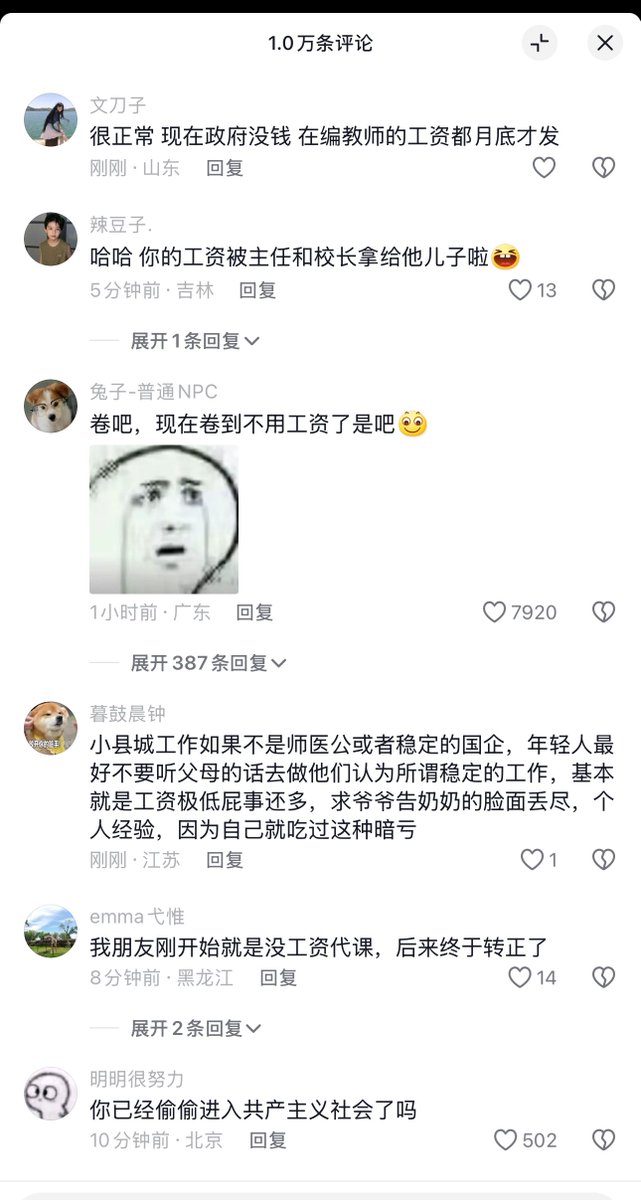 1.0万条评论
文刀子
很正常 现在政府没钱 在编教师的工资都月底才发
刚刚 · 山东 回复
辣豆子.
哈哈 你的工资被主任和校长拿给他儿子啦😆
5分钟前 · 吉林 回复 13
展开1条回复
兔子-普通NPC
卷吧，现在卷到不用工资了是吧🙂
1小时前 · 广东 回复 7920
展开387条回复
暮鼓晨钟
小县城工作如果不是师医公或者稳定的国企，年轻人最
好不要听父母的话去做他们认为所谓稳定的工作，基本
就是工资极低屁事还多，求爷爷告奶奶的脸面丢尽，个
人经验，因为自己就吃过这种暗亏
刚刚 · 江苏 回复 1
emma弋惟
我朋友刚开始就是没工资代课，后来终于转正了
8分钟前 · 黑龙江 回复 14
展开2条回复
明明很努力
你已经偷偷进入共产主义社会了吗
10分钟前 · 北京 回复 502